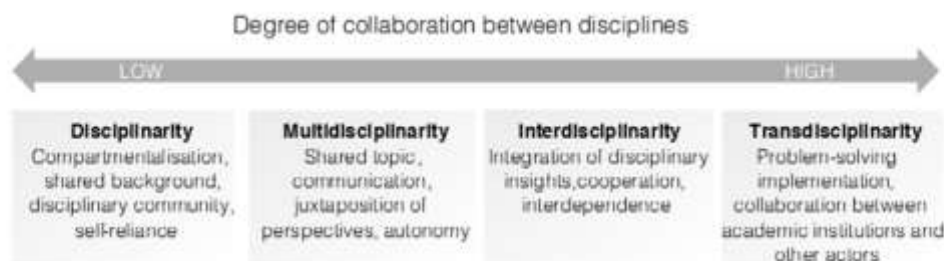 Degree of collaboration between disciplines
LOW
HIGH
Disciplinarity
Compartmentalisation,
shared background,
disciplinary community,
self-reliance
Multidisciplinarity
Shared topic,
communication,
juxtaposition of
perspectives, autonomy
Interdisciplinarity
Integration of disciplinary
insights,cooperation,
interdependence
Transdisciplinarity
Problem-solving
implementation,
collaboration between
academic institutions and
other actors